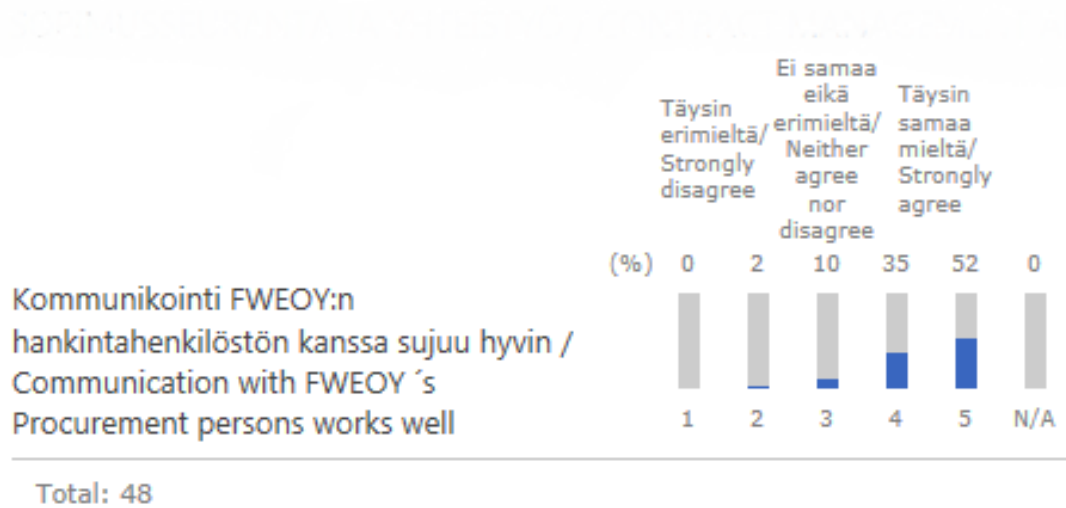 Täysin
erimieltä/
Strongly
disagree
Ei samaa
eikä
erimieltä/
Neither
agree
nor
disagree
Täysin
samaa
mieltä/
Strongly
agree
(%) 0 2 10 35 52 0
Kommunikointi FWEOY:n
hankintahenkilöstön kanssa sujuu hyvin /
Communication with FWEOY ´s
Procurement persons works well
1 2 3 4 5 N/A
Total: 48